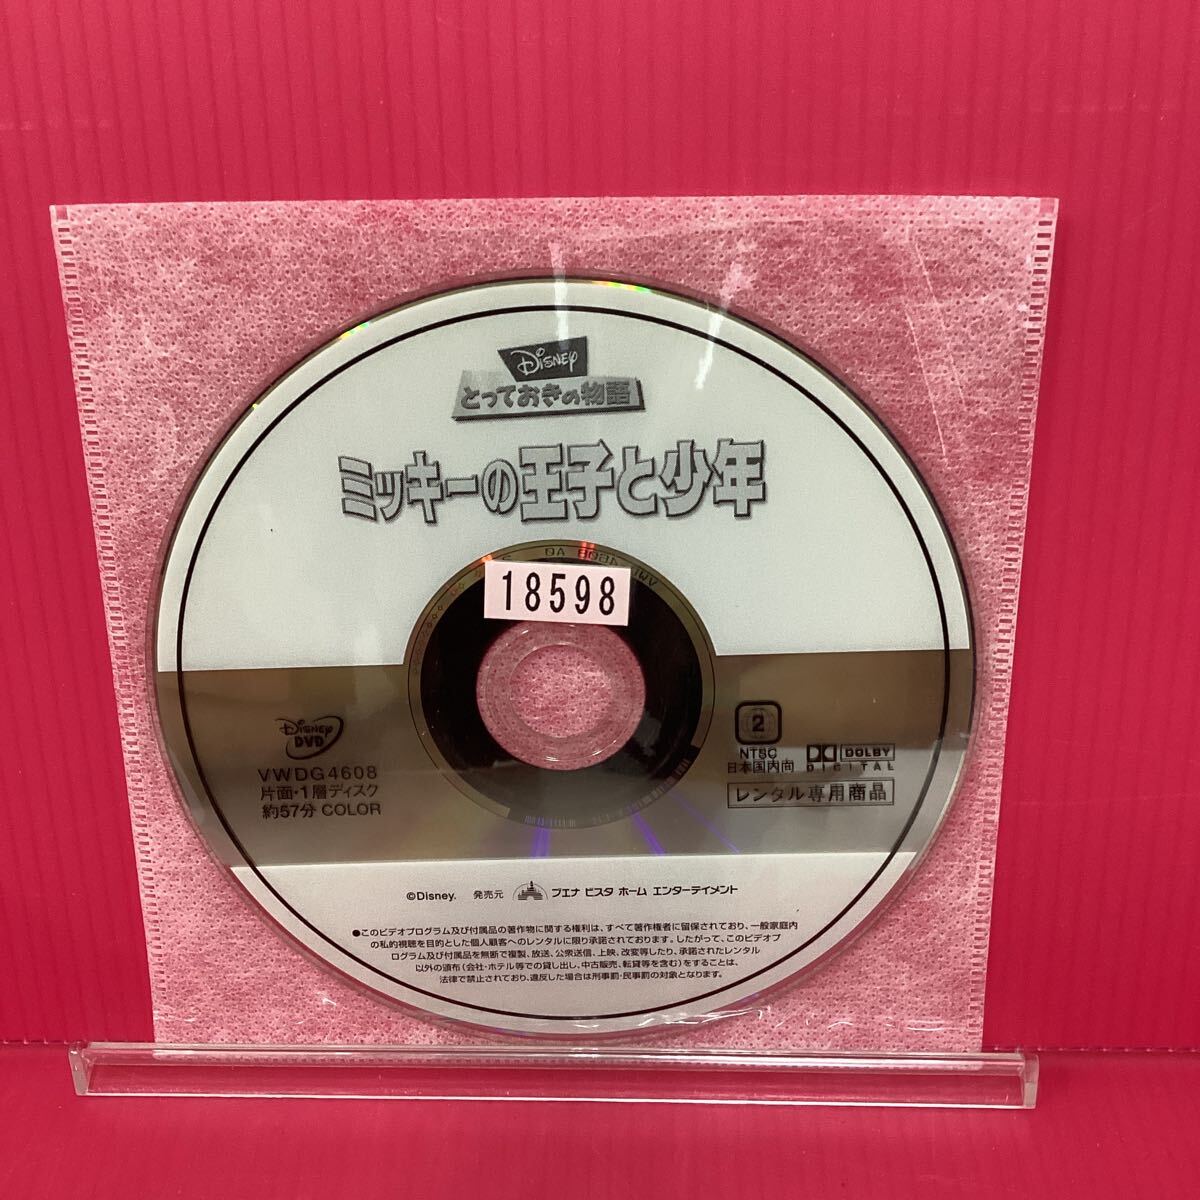 Disney
とっておきの物語
ミッキーの王子と少年
18598
Disney
DVD
VWDG4608
片面・1層ディスク
約57分 COLOR
2
NTSC
日本国内向
DOLBY
DIGITAL
レンタル専用商品
©Disney. 発売元 ブエナ ビスタ ホーム エンターテイメント
●このビデオプログラム及び付属品の著作物に関する権利は、すべて著作権者に留保されており、一般家庭内
の私的視聴を目的とした個人顧客へのレンタルに限り承諾されております。したがって、このビデオプ
ログラム及び付属品を無断で複製、放送、公衆送信、上映、改変等したり、承諾されたレンタル
以外の頒布(会社・ホテル等での貸し出し、中古販売、転貸等を含む)をすることは、
法律で禁止されており、違反した場合は刑事罰・民事罰の対象となります。